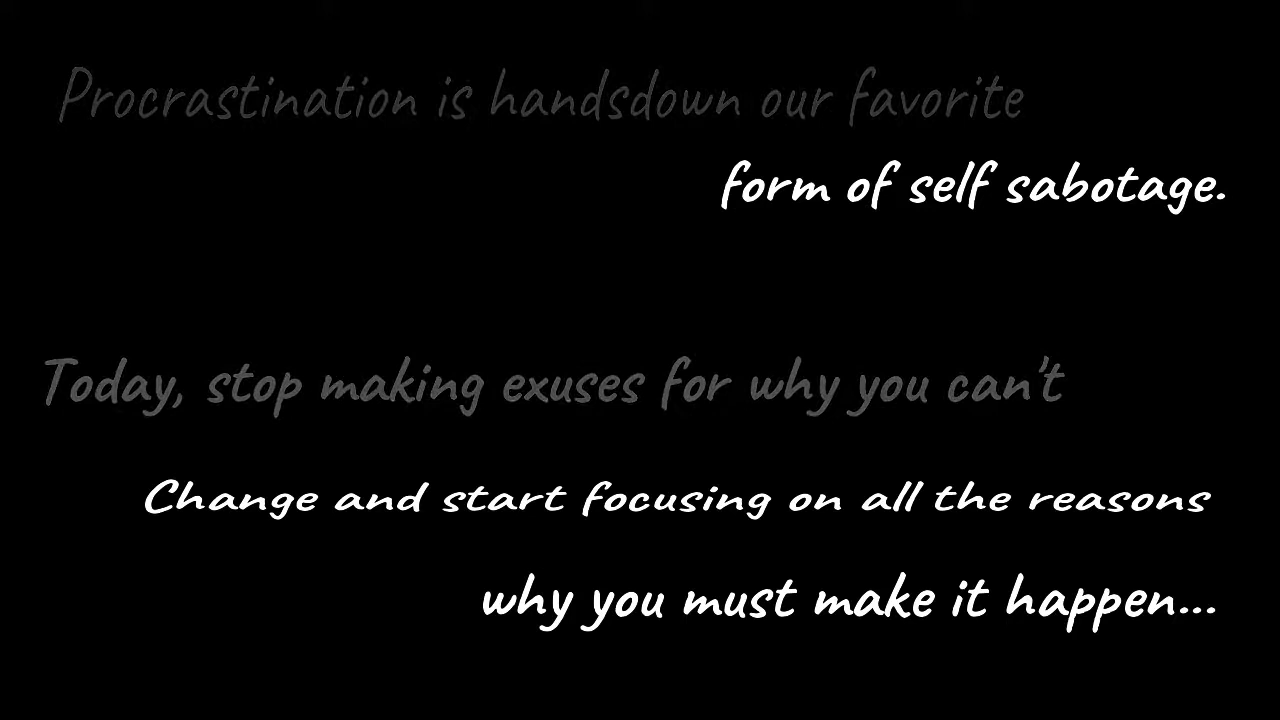 Procrastination is handsdown our favorite
form of self sabotage.
Today, stop making exuses for why you can't
Change and start focusing on all the reasons
why you must make it happen...